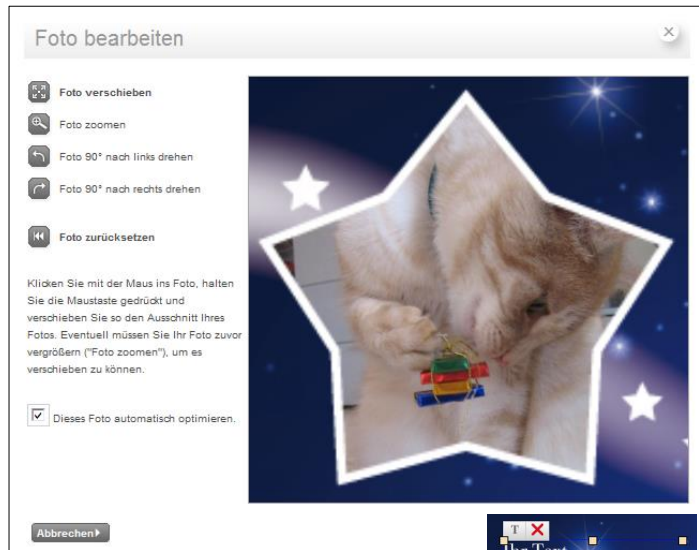 Foto bearbeiten
Foto verschieben
Foto zoomen
Foto 90° nach links drehen
Foto 90° nach rechts drehen
Foto zurücksetzen
Klicken Sie mit der Maus ins Foto, halten
Sie die Maustaste gedrückt und
verschieben Sie so den Ausschnitt Ihres
Fotos. Eventuell müssen Sie Ihr Foto zuvor
vergrößern ("Foto zoomen"), um es
verschieben zu können.
Dieses Foto automatisch optimieren.
Abbrechen
T
Ihr Text